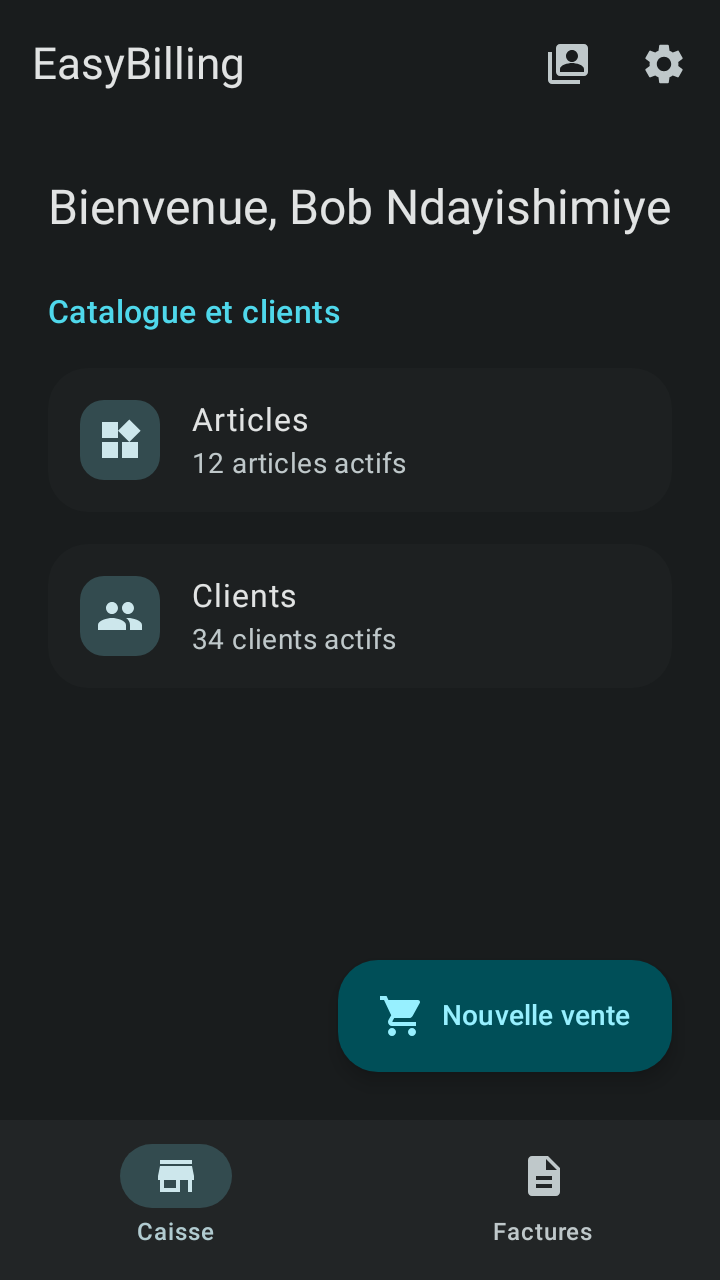 EasyBilling
Bienvenue, Bob Ndayishimiye
Catalogue et clients
Articles
12 articles actifs
Clients
34 clients actifs
Nouvelle vente
Caisse
Factures